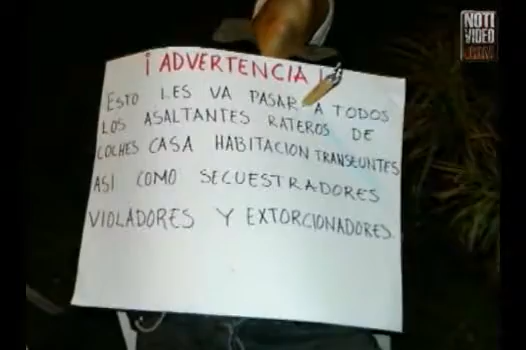 NOTI
VIDEO
.COM
¡ADVERTENCIA!
ESTO LES VA PASAR A TODOS
LOS ASALTANTES RATEROS DE
COCHES CASA HABITACION TRANSEUNTES
ASI COMO SECUESTRADORES
VIOLADORES Y EXTORCIONADORES